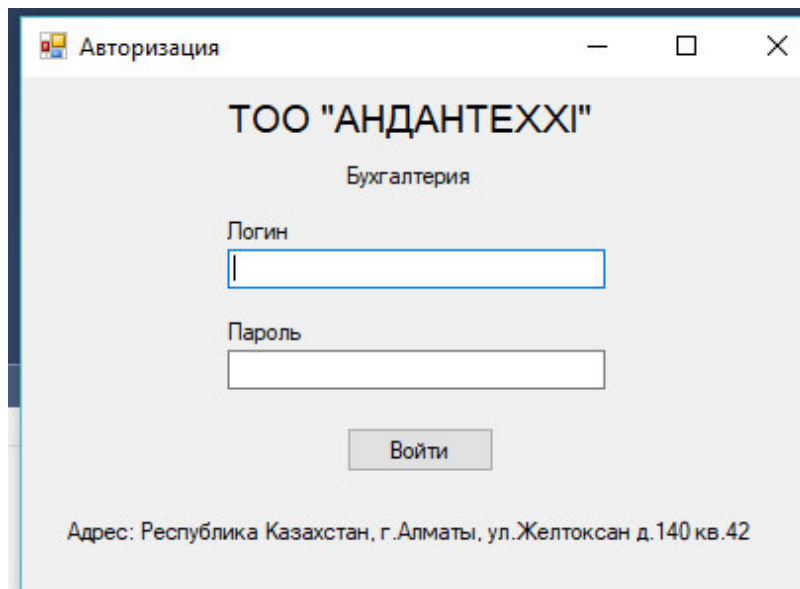 Авторизация
ТОО "АНДАНТЕXXI"
Бухгалтерия
Логин
Пароль
Войти
Адрес: Республика Казахстан, г.Алматы, ул.Желтоксан д.140 кв.42